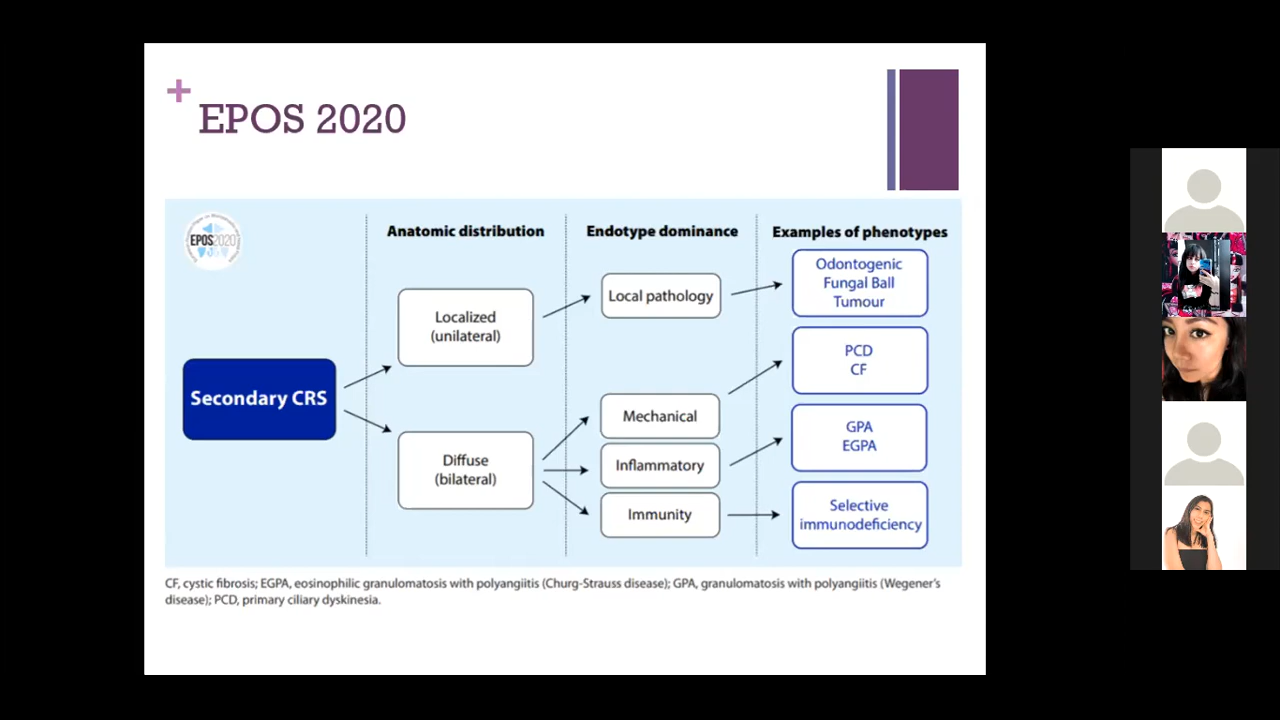 +
EPOS 2020
EPOS2020
Anatomic distribution
Endotype dominance
Examples of phenotypes
Secondary CRS
Localized
(unilateral)
Diffuse
(bilateral)
Local pathology
Mechanical
Inflammatory
Immunity
Odontogenic
Fungal Ball
Tumour
PCD
CF
GPA
EGPA
Selective
immunodeficiency
CF, cystic fibrosis; EGPA, eosinophilic granulomatosis with polyangiitis (Churg-Strauss disease); GPA, granulomatosis with polyangiitis (Wegener's
disease); PCD, primary ciliary dyskinesia.